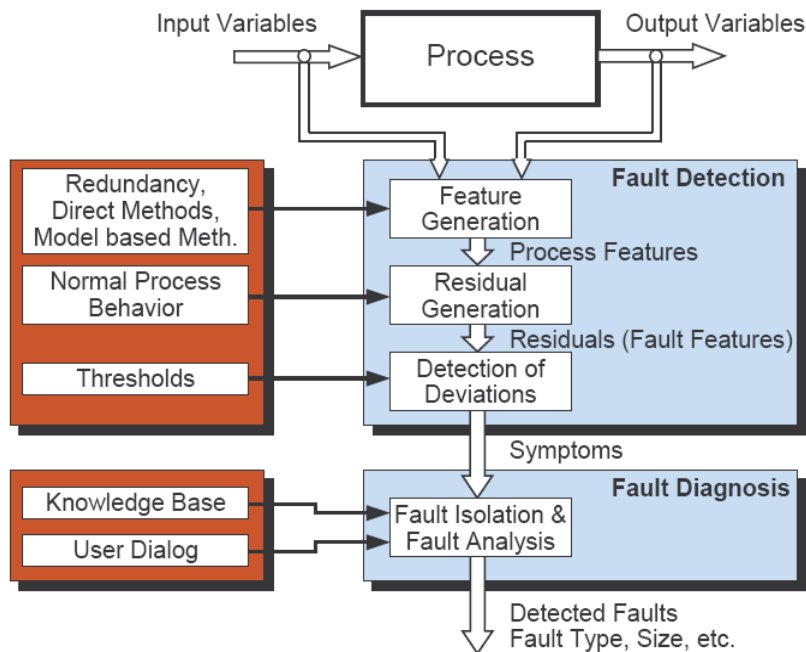 Input Variables
Process
Output Variables
Redundancy,
Direct Methods,
Model based Meth.
Normal Process
Behavior
Thresholds
Fault Detection
Feature
Generation
Process Features
Residual
Generation
Residuals (Fault Features)
Detection of
Deviations
Symptoms
Knowledge Base
User Dialog
Fault Diagnosis
Fault Isolation &
Fault Analysis
Detected Faults
Fault Type, Size, etc.